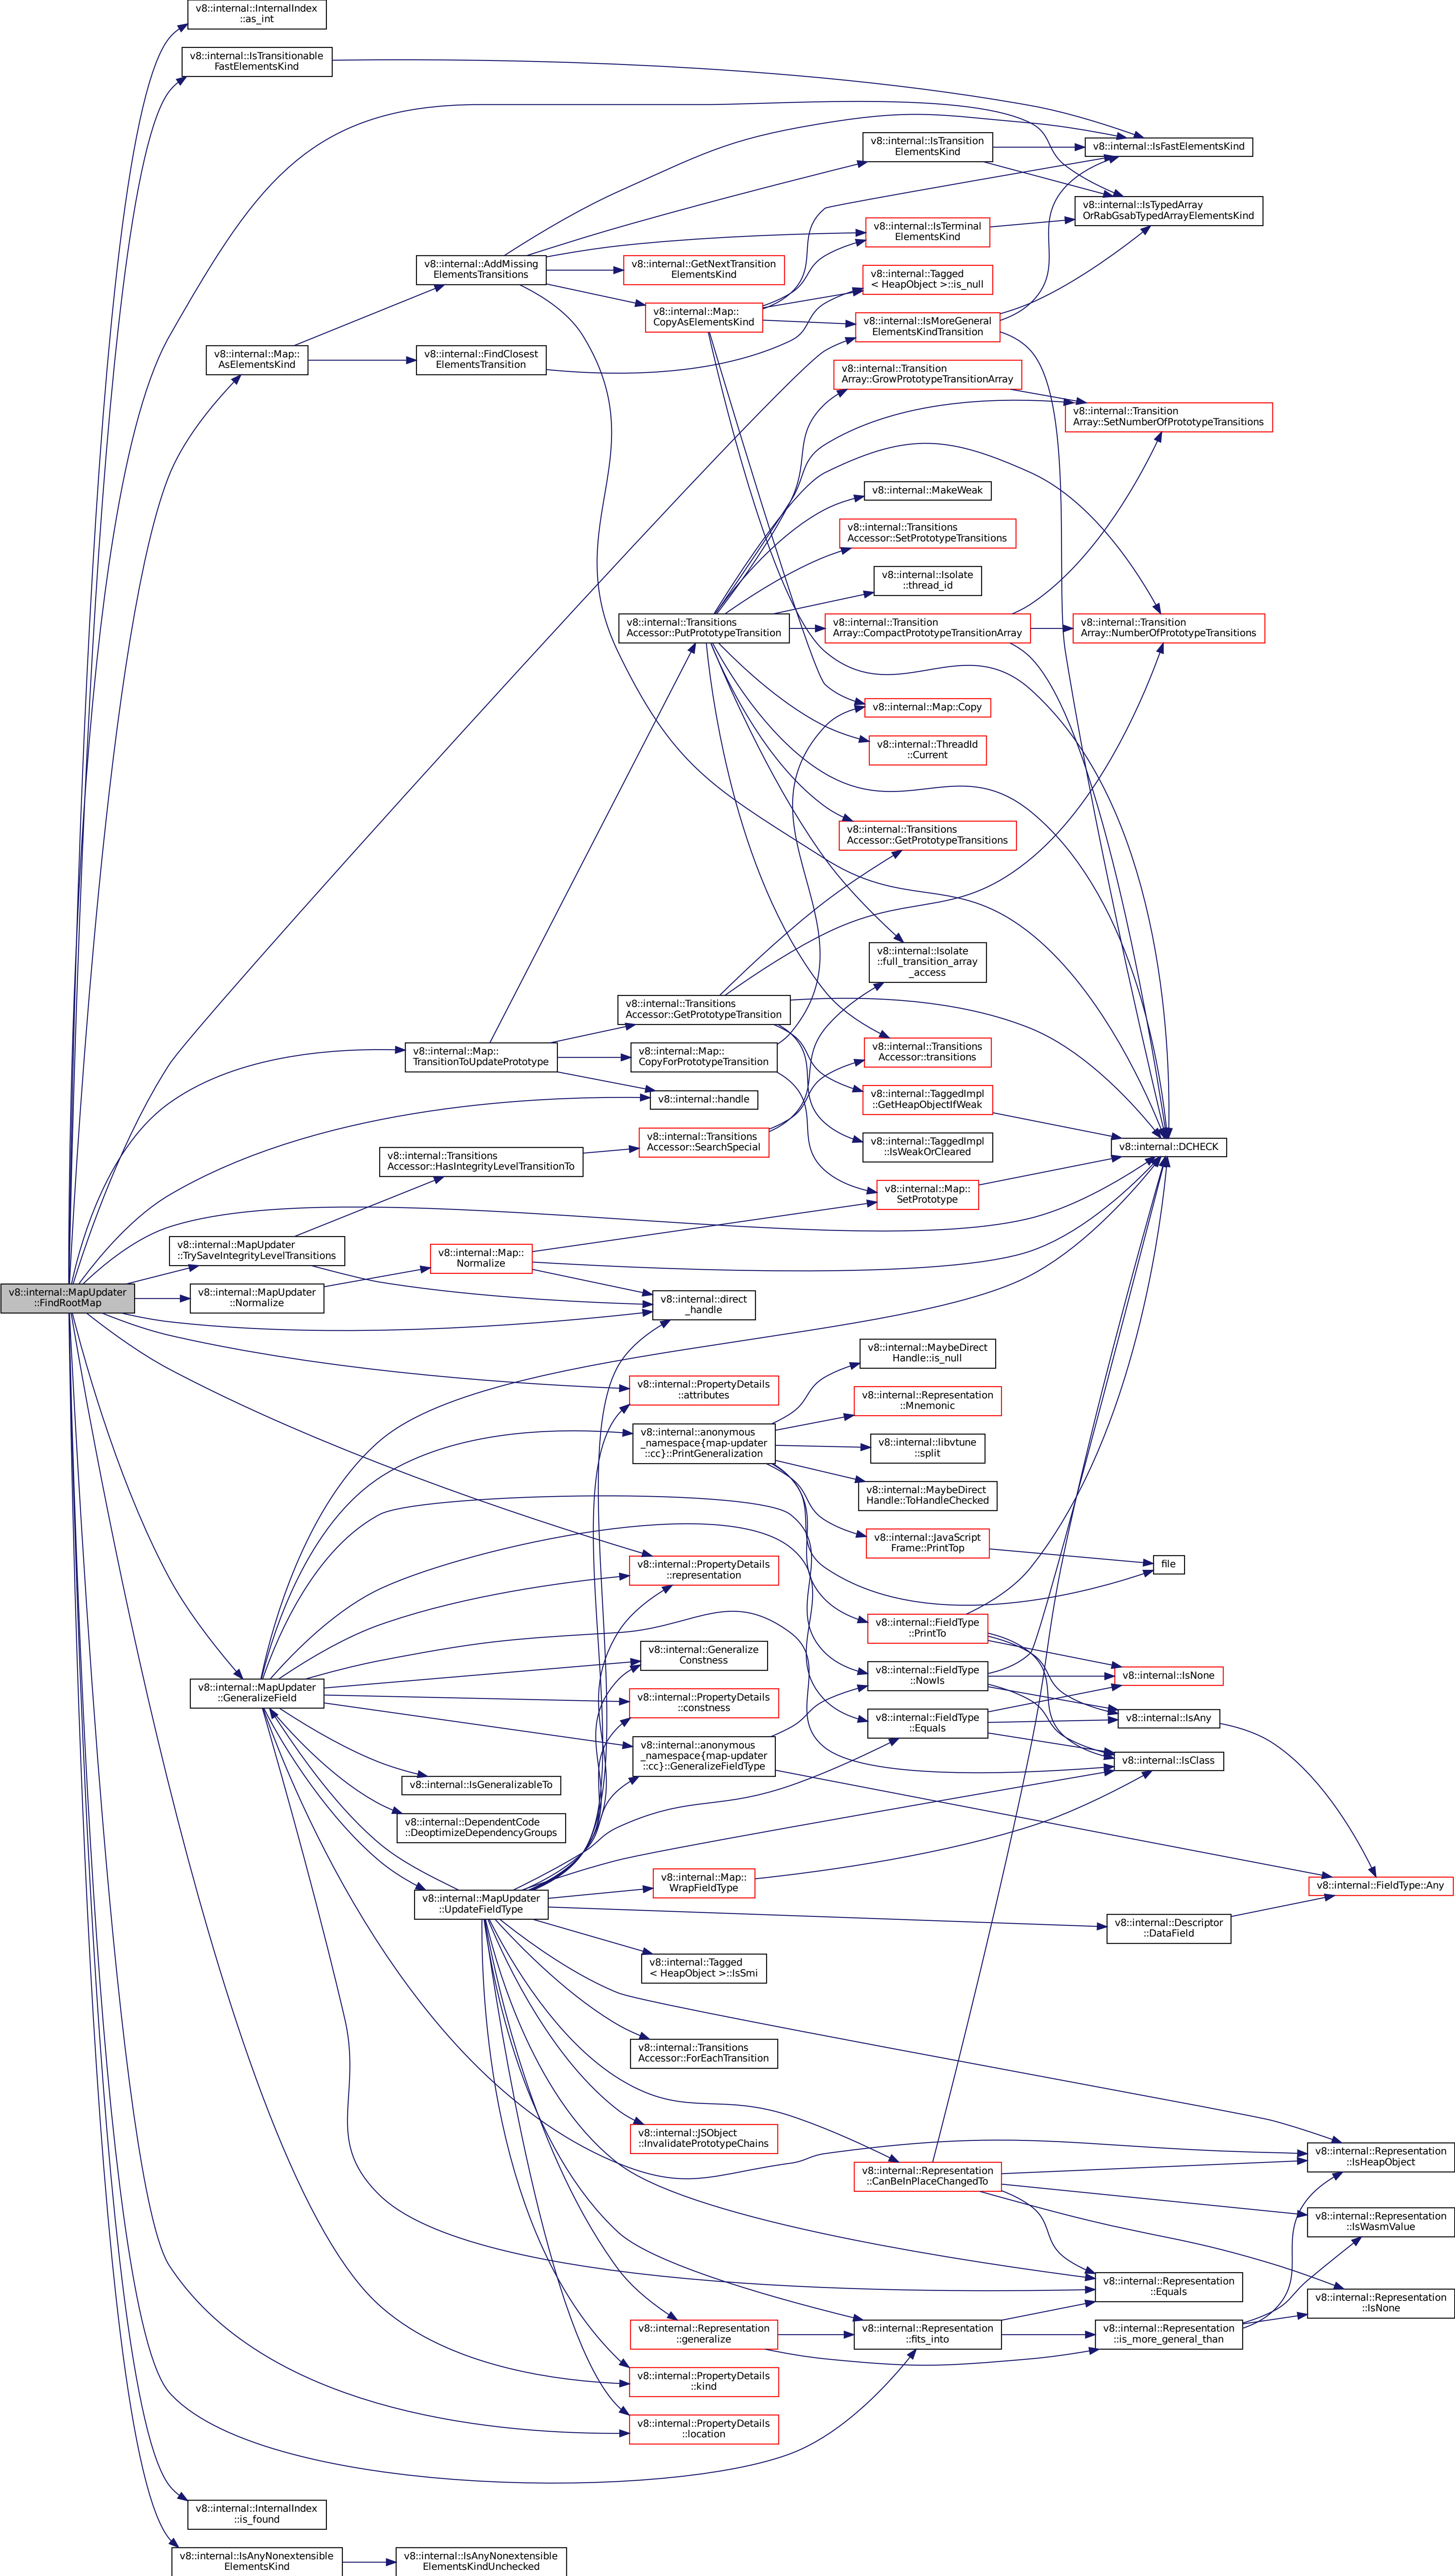 v8::internal::InternalIndex
::as_int
v8::internal::IsTransitionable
FastElementsKind
v8::internal::IsTransition
ElementsKind
v8::internal::IsFastElementsKind
v8::internal::IsTypedArray
OrRabGsabTypedArrayElementsKind
v8::internal::IsTerminal
ElementsKind
v8::internal::AddMissing
ElementsTransitions
v8::internal::GetNextTransition
ElementsKind
v8::internal::Tagged
< HeapObject >::is_null
v8::internal::Map::
CopyAsElementsKind
v8::internal::IsMoreGeneral
ElementsKindTransition
v8::internal::Map::
AsElementsKind
v8::internal::FindClosest
ElementsTransition
v8::internal::Transition
Array::GrowPrototypeTransitionArray
v8::internal::Transition
Array::SetNumberOfPrototypeTransitions
v8::internal::MakeWeak
v8::internal::Transitions
Accessor::SetPrototypeTransitions
v8::internal::Isolate
::thread_id
v8::internal::Transitions
Accessor::PutPrototypeTransition
v8::internal::Transition
Array::CompactPrototypeTransitionArray
v8::internal::Transition
Array::NumberOfPrototypeTransitions
v8::internal::Map::Copy
v8::internal::ThreadId
::Current
v8::internal::Transitions
Accessor::GetPrototypeTransitions
v8::internal::Isolate
::full_transition_array
_access
v8::internal::Transitions
Accessor::GetPrototypeTransition
v8::internal::Map::
TransitionToUpdatePrototype
v8::internal::Map::
CopyForPrototypeTransition
v8::internal::Transitions
Accessor::transitions
v8::internal::handle
v8::internal::TaggedImpl
::GetHeapObjectIfWeak
v8::internal::Transitions
Accessor::HasIntegrityLevelTransitionTo
v8::internal::Transitions
Accessor::SearchSpecial
v8::internal::TaggedImpl
::IsWeakOrCleared
v8::internal::DCHECK
v8::internal::Map::
SetPrototype
v8::internal::MapUpdater
::TrySaveIntegrityLevelTransitions
v8::internal::Map::
Normalize
v8::internal::MapUpdater
::FindRootMap
v8::internal::MapUpdater
::Normalize
v8::internal::direct
_handle
v8::internal::MaybeDirect
Handle::is_null
v8::internal::PropertyDetails
::attributes
v8::internal::Representation
::Mnemonic
v8::internal::anonymous
_namespace{map-updater
::cc}::PrintGeneralization
v8::internal::libvtune
::split
v8::internal::MaybeDirect
Handle::ToHandleChecked
v8::internal::JavaScript
Frame::PrintTop
file
v8::internal::PropertyDetails
::representation
v8::internal::FieldType
::PrintTo
v8::internal::Generalize
Constness
v8::internal::FieldType
::NowIs
v8::internal::IsNone
v8::internal::MapUpdater
::GeneralizeField
v8::internal::PropertyDetails
::constness
v8::internal::FieldType
::Equals
v8::internal::IsAny
v8::internal::anonymous
_namespace{map-updater
::cc}::GeneralizeFieldType
v8::internal::IsClass
v8::internal::IsGeneralizableTo
v8::internal::DependentCode
::DeoptimizeDependencyGroups
v8::internal::Map::
WrapFieldType
v8::internal::FieldType::Any
v8::internal::MapUpdater
::UpdateFieldType
v8::internal::Descriptor
::DataField
v8::internal::Tagged
< HeapObject >::IsSmi
v8::internal::Transitions
Accessor::ForEachTransition
v8::internal::JSObject
::InvalidatePrototypeChains
v8::internal::Representation
::IsHeapObject
v8::internal::Representation
::CanBeInPlaceChangedTo
v8::internal::Representation
::IsWasmValue
v8::internal::Representation
::Equals
v8::internal::Representation
::IsNone
v8::internal::Representation
::generalize
v8::internal::Representation
::fits_into
v8::internal::Representation
::is_more_general_than
v8::internal::PropertyDetails
::kind
v8::internal::PropertyDetails
::location
v8::internal::InternalIndex
::is_found
v8::internal::IsAnyNonextensible
ElementsKind
v8::internal::IsAnyNonextensible
ElementsKindUnchecked